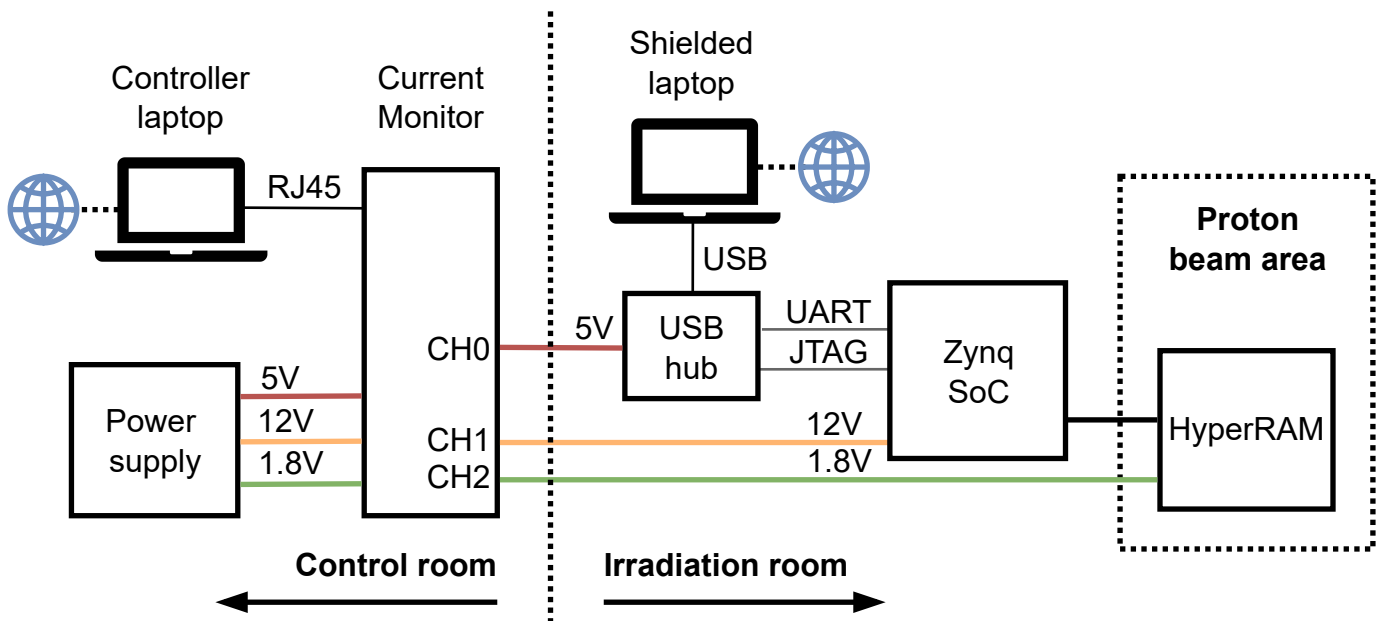 Controller
laptop
Current
Monitor
RJ45
Shielded
laptop
USB
Proton
beam area
CH0
5V
USB
hub
UART
JTAG
Zynq
SoC
HyperRAM
Power
supply
5V
12V
1.8V
CH1
CH2
12V
1.8V
Control room
Irradiation room